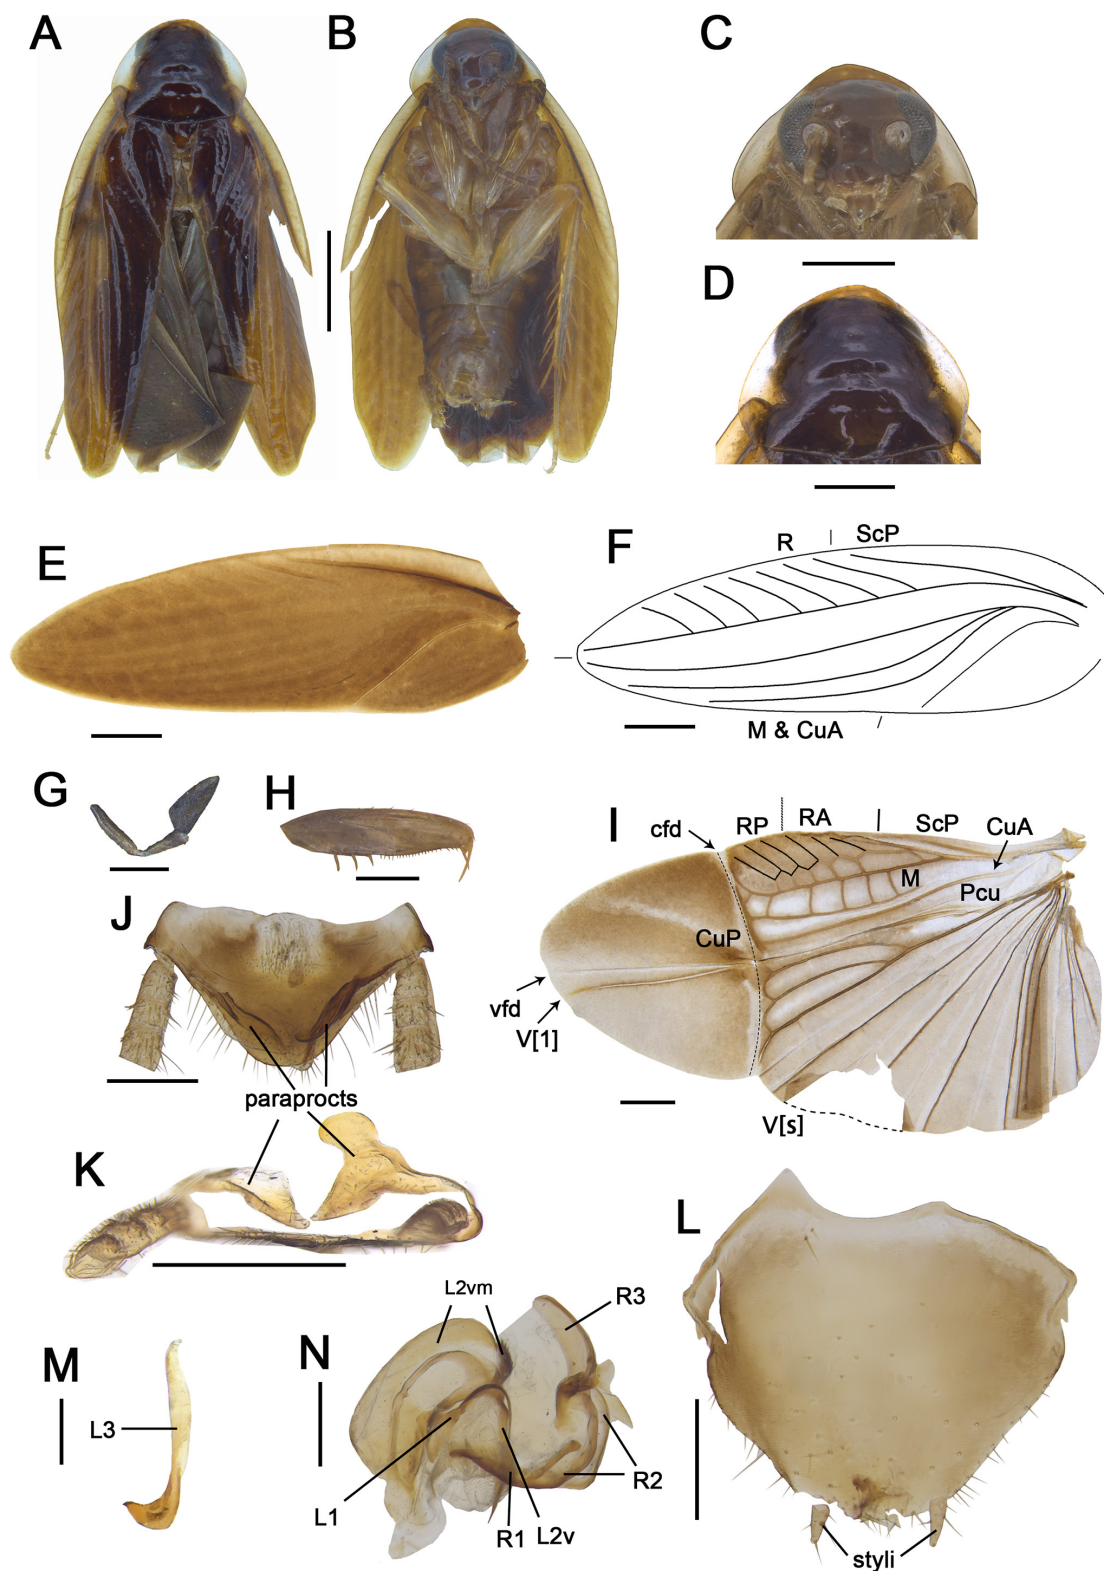 A
B
C
D
E
F
R
ScP
M & CuA
G
H
I
cfd
RP
RA
ScP
CuA
M
Pcu
CuP
vfd
V[1]
V[s]
J
paraprocts
K
L
styli
M
L3
N
L2vm
R3
L1
R1
L2v
R2